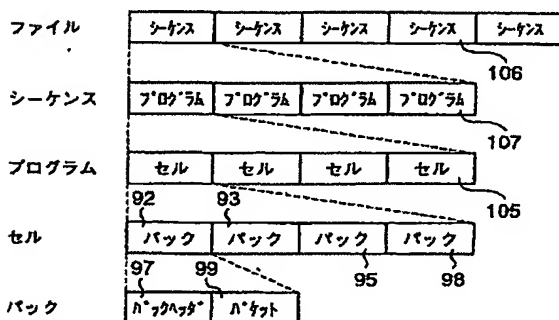 ファイル シーケンス シーケンス シーケンス シーケンス シーケンス
106
シーケンス プログラム プログラム プログラム プログラム
107
プログラム セル セル セル セル
92 93 105
セル パック パック パック パック
97 99 95 98
パック パックヘッダ パケット